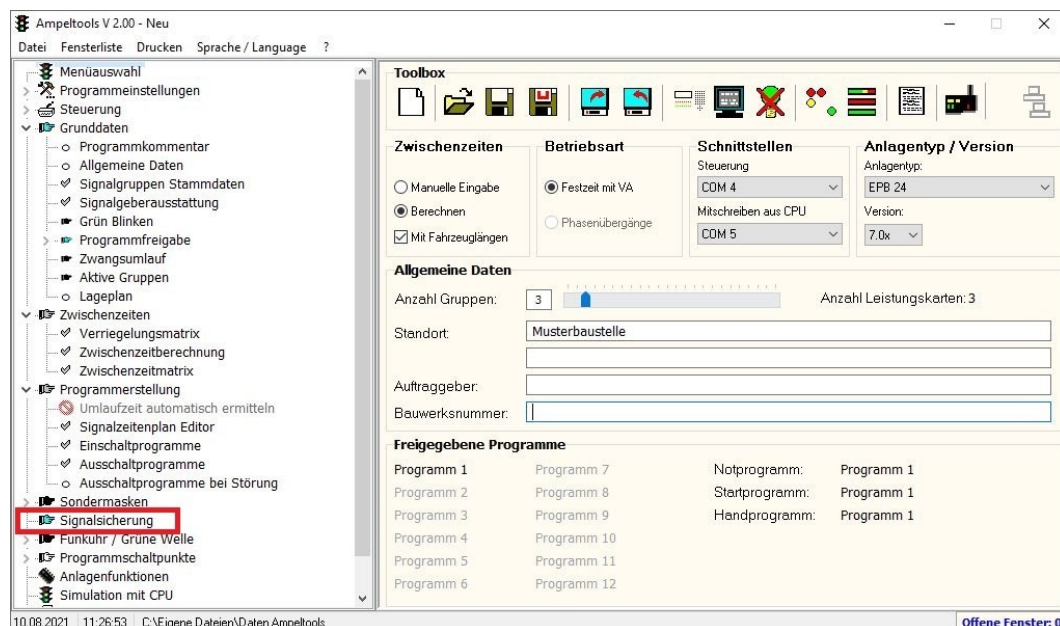 Ampeltools V 2.00 - Neu
Datei Fensterliste Drucken Sprache / Language ?
Menüauswahl
Programmeinstellungen
Steuerung
Grunddaten
Programmkommentar
Allgemeine Daten
Signalgruppen Stammdaten
Signalgeberausstattung
Grün Blinken
Programmfreigabe
Zwangsumlauf
Aktive Gruppen
Lageplan
Zwischenzeiten
Verriegelungsmatrix
Zwischenzeitberechnung
Zwischenzeitmatrix
Programmerstellung
Umlaufzeit automatisch ermitteln
Signalzeitenplan Editor
Einschaltprogramme
Ausschaltprogramme
Ausschaltprogramme bei Störung
Sondermasken
Signalsicherung
Funkuhr / Grüne Welle
Programmschaltpunkte
Anlagenfunktionen
Simulation mit CPU
Toolbox
Zwischenzeiten
Manuelle Eingabe
Berechnen
Mit Fahrzeuglängen
Betriebsart
Festzeit mit VA
Phasenübergänge
Schnittstellen
Steuerung
COM 4
Mitschreiben aus CPU
COM 5
Anlagentyp / Version
Anlagentyp:
EPB 24
Version:
7.0x
Allgemeine Daten
Anzahl Gruppen: 3 Anzahl Leistungskarten: 3
Standort: Musterbaustelle
Auftraggeber:
Bauwerksnummer:
Freigegebene Programme
Programm 1 Programm 7 Notprogramm: Programm 1
Programm 2 Programm 8 Startprogramm: Programm 1
Programm 3 Programm 9 Handprogramm: Programm 1
Programm 4 Programm 10
Programm 5 Programm 11
Programm 6 Programm 12
10.08.2021 11:26:53 C:\Eigene Dateien\Daten Ampeltools Offene Fenster: 0